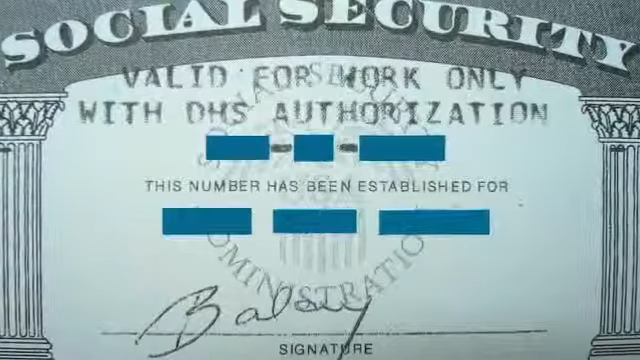 SOCIAL SECURITY
VALID FOR WORK ONLY
WITH DHS AUTHORIZATION
THIS NUMBER HAS BEEN ESTABLISHED FOR
SIGNATURE